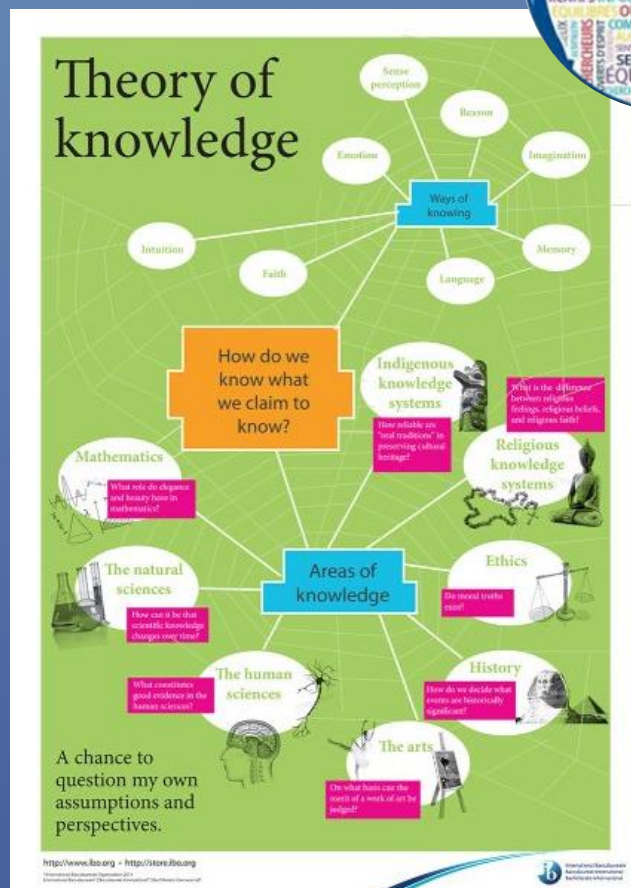 Theory of
knowledge
Sense
perception
Reason
Emotion
Imagination
Ways of
knowing
Intuition
Faith
Language
Memory
How do we
know what
we claim to
know?
Indigenous
knowledge
systems
How reliable are
"oral traditions" in
preserving cultural
heritage?
What is the difference
between religious
feelings, religious beliefs,
and religious faith?
Religious
knowledge
systems
Mathematics
What role do elegance
and beauty have in
mathematics?
Areas of
knowledge
The natural
sciences
How can it be that
scientific knowledge
changes over time?
Ethics
Do moral truths
exist?
The human
sciences
What constitutes
good evidence in the
human sciences?
History
How do we decide what
events are historically
significant?
The arts
On what basis can the
merit of a work of art be
judged?
A chance to
question my own
assumptions and
perspectives.
http://www.ibo.org • http://store.ibo.org
International Baccalaureate
Baccalauréat International
Bachillerato Internacional